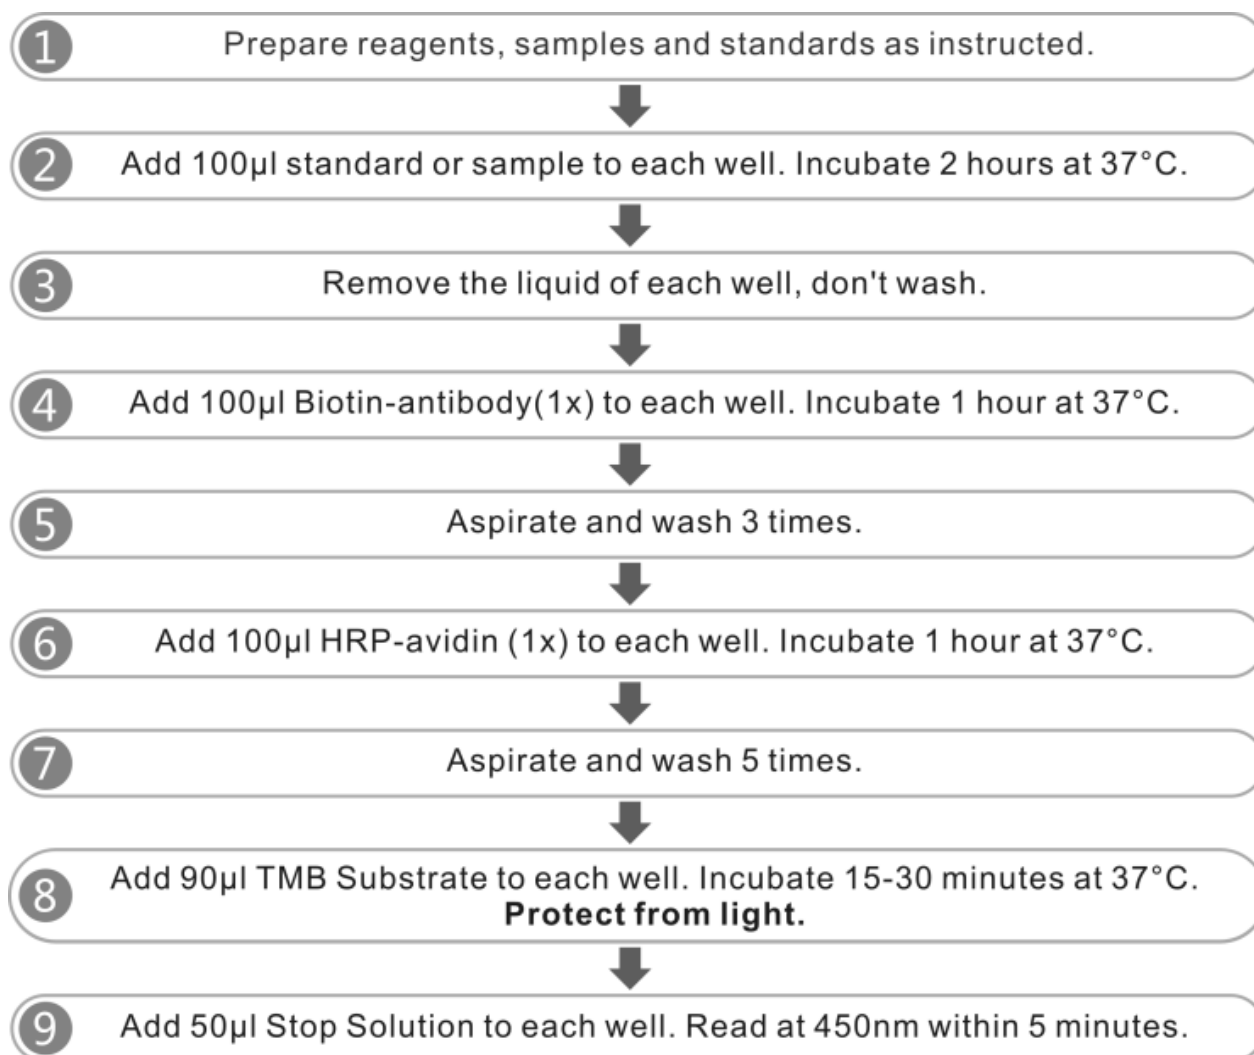 1
Prepare reagents, samples and standards as instructed.
2
Add 100µl standard or sample to each well. Incubate 2 hours at 37°C.
3
Remove the liquid of each well, don't wash.
4
Add 100µl Biotin-antibody(1x) to each well. Incubate 1 hour at 37°C.
5
Aspirate and wash 3 times.
6
Add 100µl HRP-avidin (1x) to each well. Incubate 1 hour at 37°C.
7
Aspirate and wash 5 times.
8
Add 90µl TMB Substrate to each well. Incubate 15-30 minutes at 37°C.
Protect from light.
9
Add 50µl Stop Solution to each well. Read at 450nm within 5 minutes.